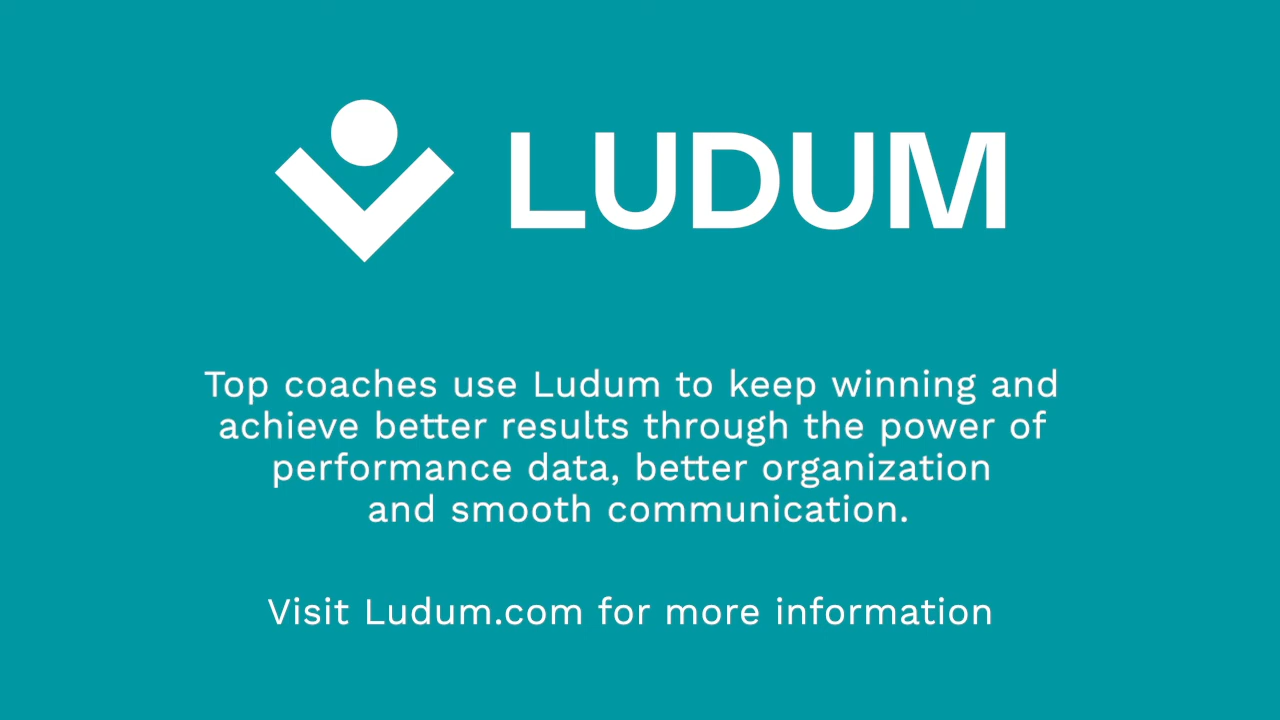 LUDUM
Top coaches use Ludum to keep winning and
achieve better results through the power of
performance data, better organization
and smooth communication.
Visit Ludum.com for more information